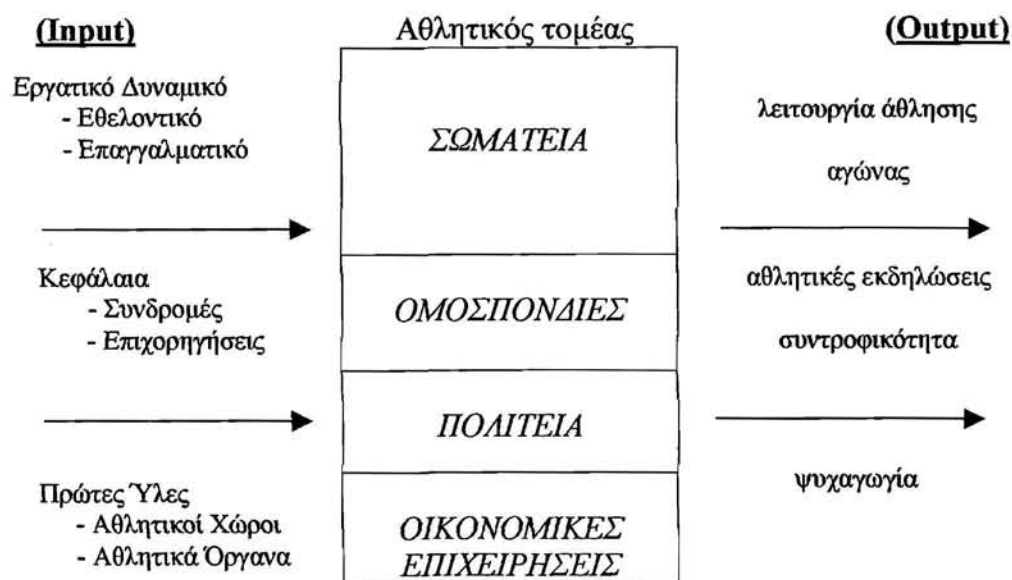 (Input)
Αθλητικός τομέας
(Output)
Εργατικό Δυναμικό
- Εθελοντικό
- Επαγγαλματικό
Κεφάλαια
- Συνδρομές
- Επιχορηγήσεις
Πρώτες Ύλες
- Αθλητικοί Χώροι
- Αθλητικά Όργανα
ΣΩΜΑΤΕΙΑ
ΟΜΟΣΠΟΝΔΙΕΣ
ΠΟΛΙΤΕΙΑ
ΟΙΚΟΝΟΜΙΚΕΣ
ΕΠΙΧΕΙΡΗΣΕΙΣ
λειτουργία άθλησης
αγώνας
αθλητικές εκδηλώσεις
συντροφικότητα
ψυχαγωγία